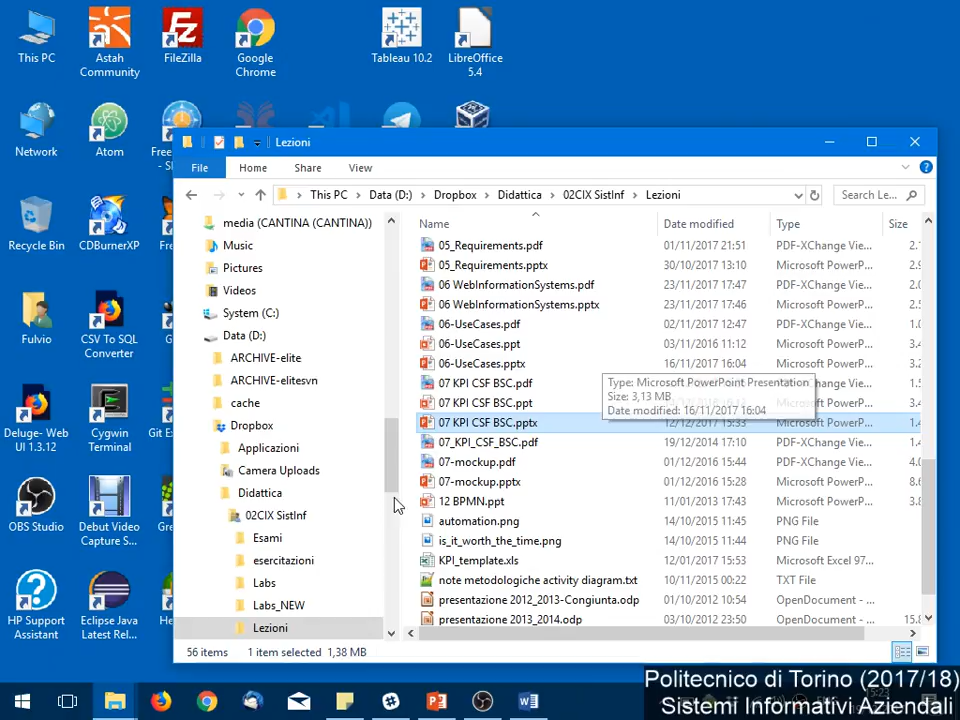 This PC
Astah
Community
FileZilla
Google
Chrome
Tableau 10.2
LibreOffice
5.4
Network
Atom
Recycle Bin
CDBurnerXP
Fulvio
CSV To SQL
Converter
Deluge- Web
UI 1.3.12
Cygwin
Terminal
OBS Studio
Debut Video
Capture S...
HP Support
Assistant
Eclipse Java
Latest Rel...
Lezioni
File
Home
Share
View
This PC
Data (D:)
Dropbox
Didattica
02CIX SistInf
Lezioni
Search Le...
media (CANTINA (CANTINA))
Music
Pictures
Videos
System (C:)
Data (D:)
ARCHIVE-elite
ARCHIVE-elitesvn
cache
Dropbox
Applicazioni
Camera Uploads
Didattica
02CIX SistInf
Esami
esercitazioni
Labs
Labs_NEW
Lezioni
Name Date modified Type Size
05_Requirements.pdf 01/11/2017 21:51 PDF-XChange Vie...
05_Requirements.pptx 30/10/2017 13:10 Microsoft PowerP...
06 WebInformationSystems.pdf 23/11/2017 17:47 PDF-XChange Vie...
06 WebInformationSystems.pptx 23/11/2017 17:46 Microsoft PowerP...
06-UseCases.pdf 02/11/2017 12:47 PDF-XChange Vie...
06-UseCases.ppt 03/11/2016 11:12 Microsoft PowerP...
06-UseCases.pptx 16/11/2017 16:04 Microsoft PowerP...
07 KPI CSF BSC.pdf
07 KPI CSF BSC.ppt
07 KPI CSF BSC.pptx 12/12/2017 15:33 Microsoft PowerP...
07_KPI_CSF_BSC.pdf 19/12/2014 17:10 PDF-XChange Vie...
07-mockup.pdf 01/12/2016 15:44 PDF-XChange Vie...
07-mockup.pptx 01/12/2016 15:28 Microsoft PowerP...
12 BPMN.ppt 11/01/2013 17:43 Microsoft PowerP...
automation.png 14/10/2015 11:45 PNG File
is_it_worth_the_time.png 14/10/2015 11:44 PNG File
KPI_template.xls 12/01/2017 15:53 Microsoft Excel 97...
note metodologiche activity diagram.txt 10/11/2015 00:22 TXT File
presentazione 2012_2013-Congiunta.odp 01/10/2012 10:54 OpenDocument - ...
presentazione 2013_2014.odp 03/10/2012 23:50 OpenDocument - ...
Type: Microsoft PowerPoint Presentation
Size: 3,13 MB
Date modified: 16/11/2017 16:04
56 items 1 item selected 1,38 MB
Politecnico di Torino (2017/18)
Sistemi Informativi Aziendali